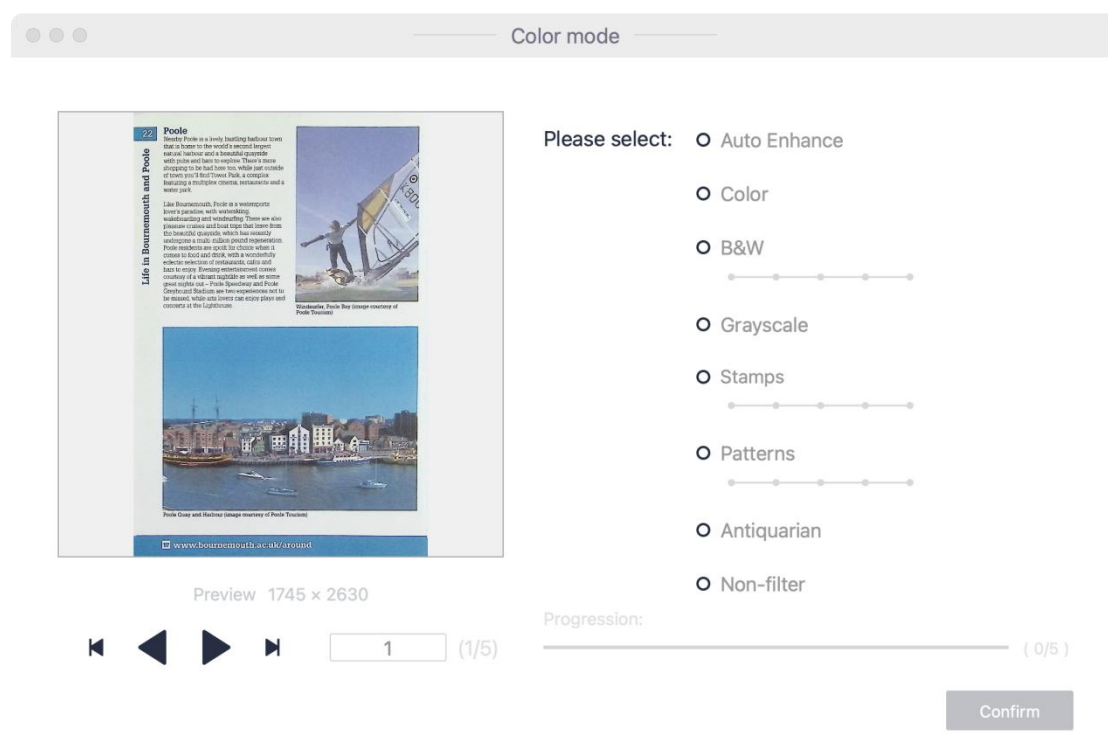 Color mode
22
Poole
Nearby Poole is a lively, bustling harbour town
that is home to the world's second largest
natural harbour and a beautiful quayside
with pubs and bars to explore. There's more
shopping to be had here too, while just outside
of town you'll find Tower Park, a complex
featuring a multiplex cinema, restaurants and a
water park.
Like Bournemouth, Poole is a watersports
lover's paradise, with waterskiing,
wakeboarding and windsurfing. There are also
pleasure cruises and boat trips that leave from
the beautiful quayside, which has recently
undergone a multi-million pound regeneration.
Poole residents are spoilt for choice when it
comes to food and drink, with a wonderfully
eclectic selection of restaurants, cafes and
bars to enjoy. Evening entertainment comes
courtesy of a vibrant nightlife as well as some
great nights out – Poole Speedway and Poole
Greyhound Stadium are two experiences not to
be missed, while arts lovers can enjoy plays and
concerts at the Lighthouse.
Life in Bournemouth and Poole
K800
Windsurfer, Poole Bay (image courtesy of
Poole Tourism)
Poole Quay and Harbour (image courtesy of Poole Tourism)
www.bournemouth.ac.uk/around
Preview 1745 × 2630
1 (1/5)
Please select:
Auto Enhance
Color
B&W
Grayscale
Stamps
Patterns
Antiquarian
Non-filter
Progression:
( 0/5 )
Confirm